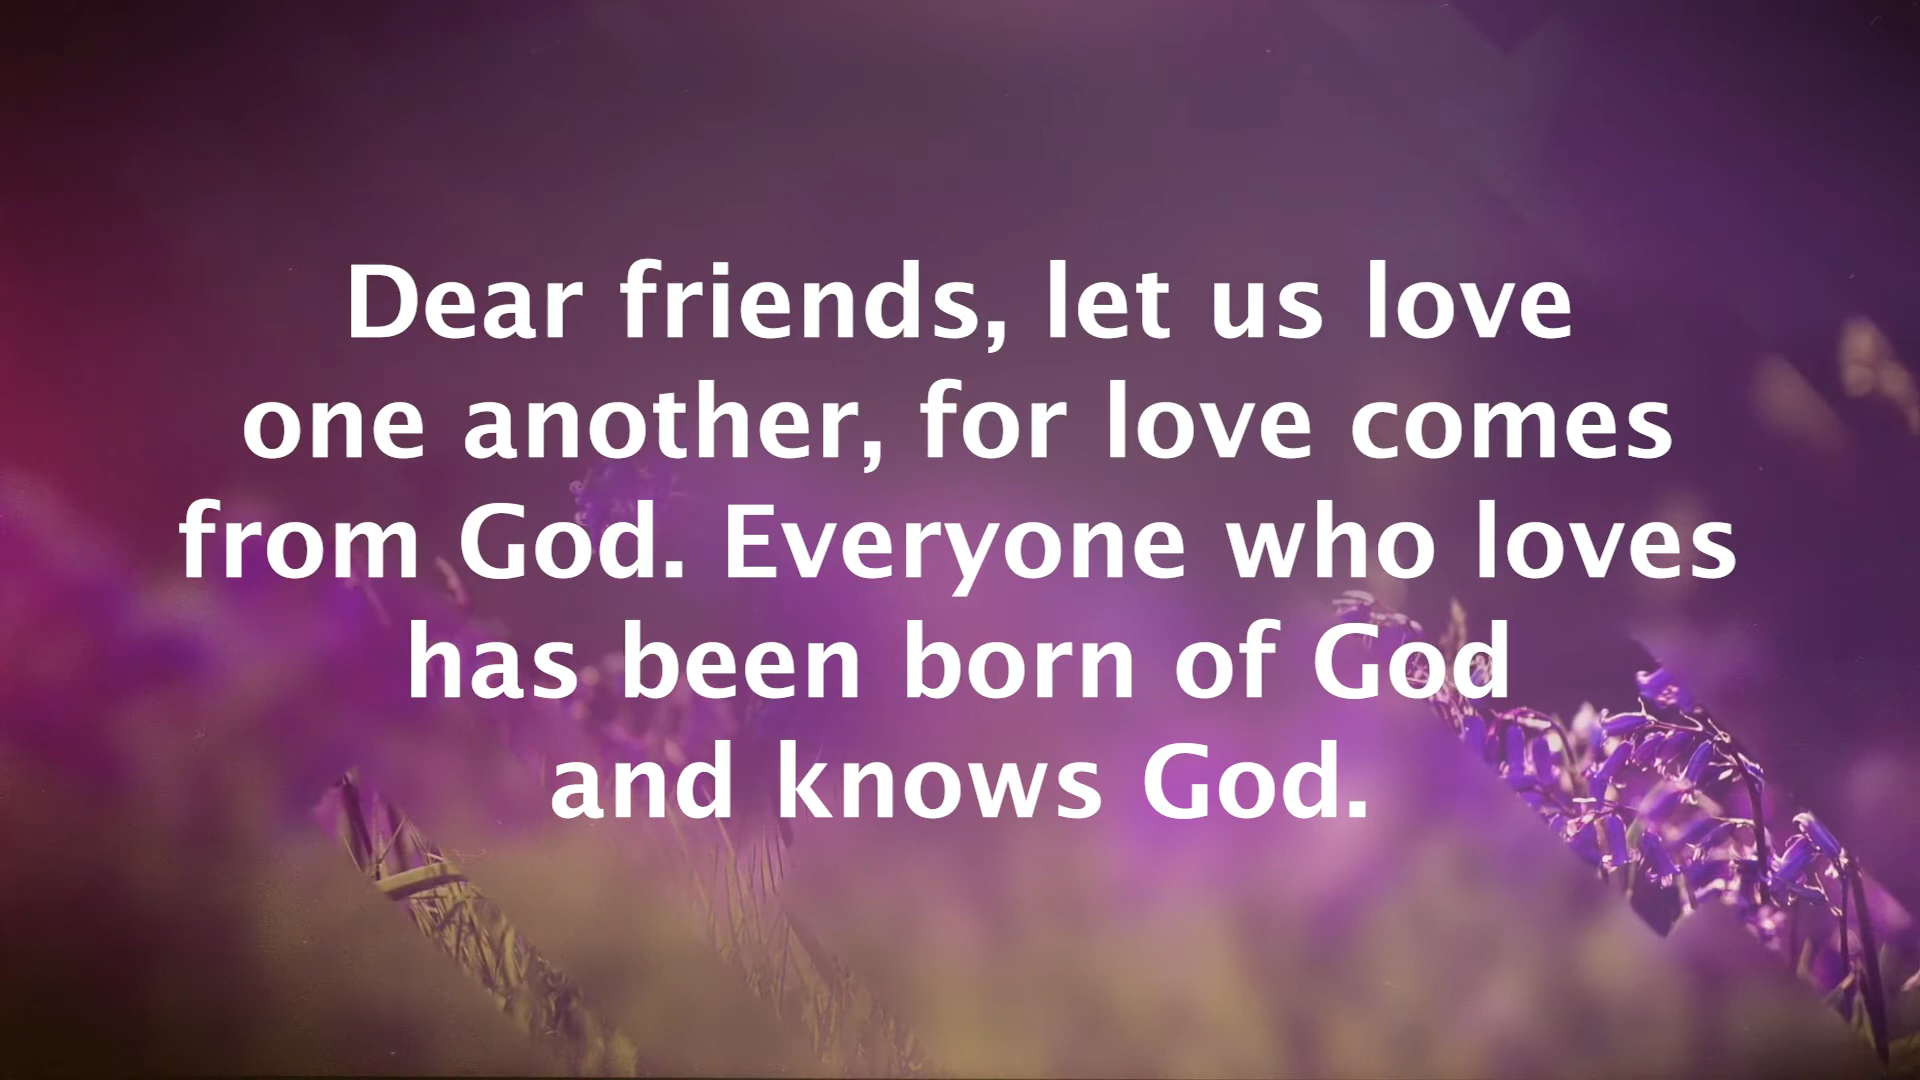 Dear friends, let us love
one another, for love comes
from God. Everyone who loves
has been born of God
and knows God.